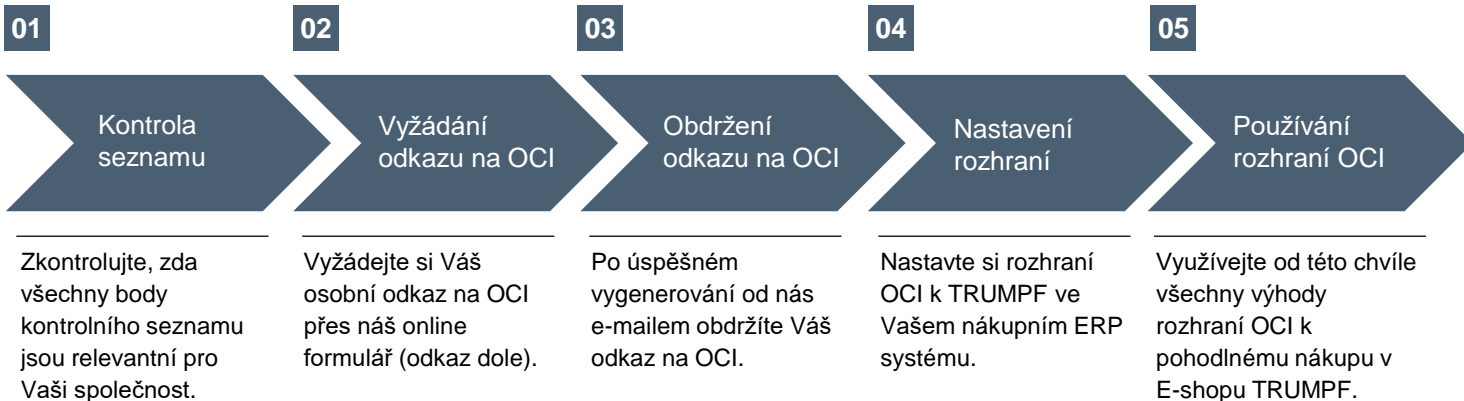 01
Kontrola
seznamu
Zkontrolujte, zda
všechny body
kontrolního seznamu
jsou relevantní pro
Vaši společnost.
02
Vyžádání
odkazu na OCI
Vyžádejte si Váš
osobní odkaz na OCI
přes náš online
formulář (odkaz dole).
03
Obdržení
odkazu na OCI
Po úspěšném
vygenerování od nás
e-mailem obdržíte Váš
odkaz na OCI.
04
Nastavení
rozhraní
Nastavte si rozhraní
OCI k TRUMPF ve
Vašem nákupním ERP
systému.
05
Používání
rozhraní OCI
Využívejte od této chvíle
všechny výhody
rozhraní OCI k
pohodlnému nákupu v
E-shopu TRUMPF.